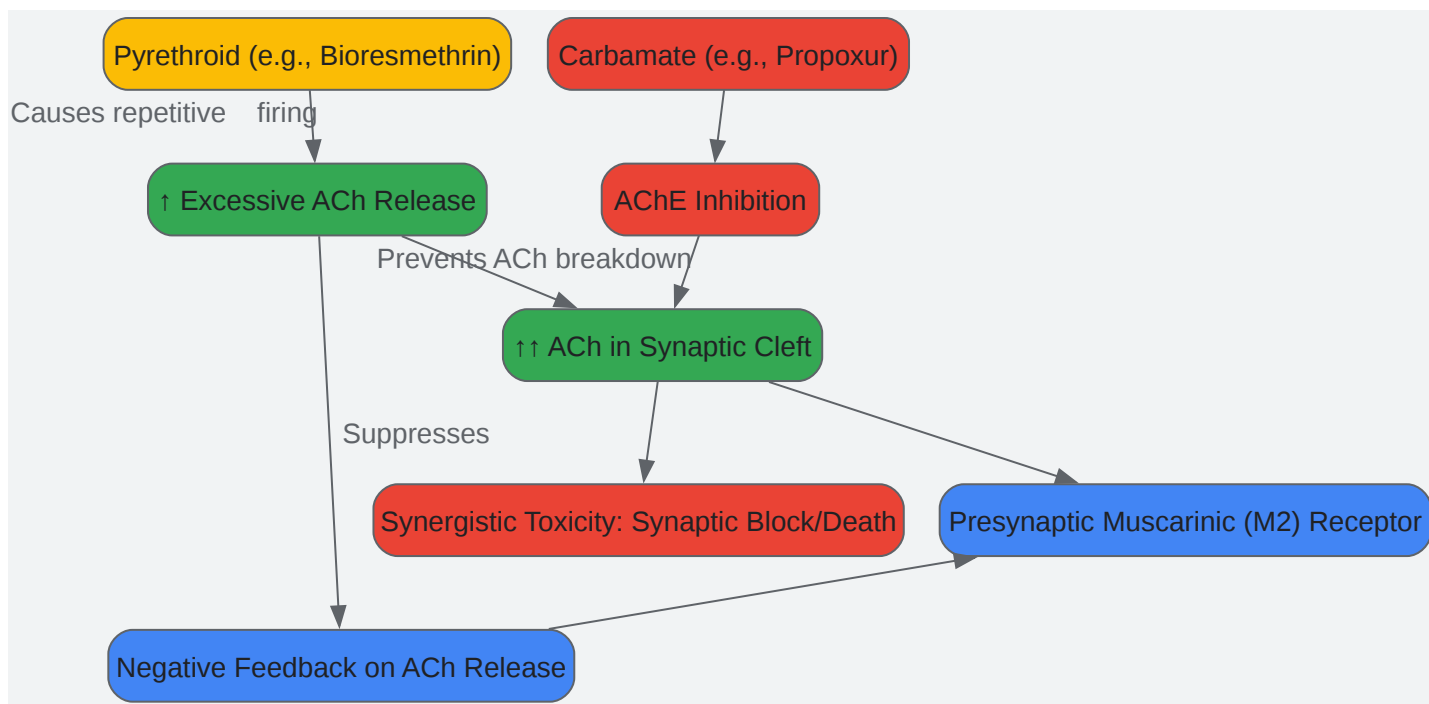 Pyrethroid (e.g., Bioresmethrin)
Carbamate (e.g., Propoxur)
Causes repetitive firing
↑ Excessive ACh Release
AChE Inhibition
Prevents ACh breakdown
↑↑ ACh in Synaptic Cleft
Suppresses
Synergistic Toxicity: Synaptic Block/Death
Presynaptic Muscarinic (M2) Receptor
Negative Feedback on ACh Release